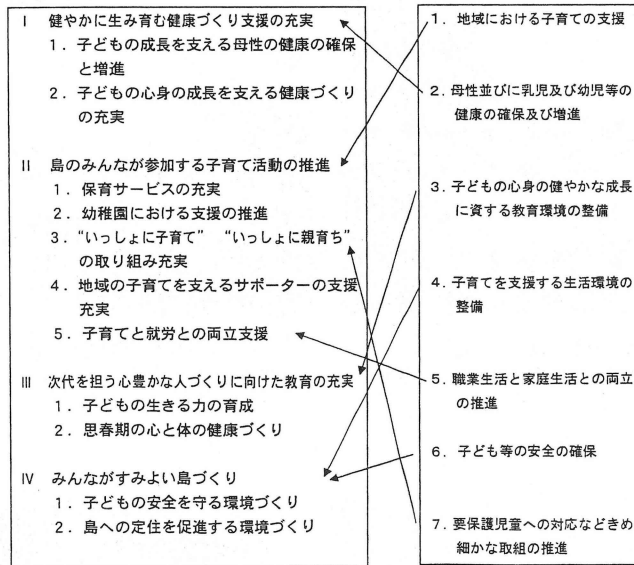 I 健やかに生み育む健康づくり支援の充実
1．子どもの成長を支える母性の健康の確保
と増進
2．子どもの心身の成長を支える健康づくり
の充実
II 島のみんなが参加する子育て活動の推進
1．保育サービスの充実
2．幼稚園における支援の推進
3．“いっしょに子育て” “いっしょに親育ち”
の取り組み充実
4．地域の子育てを支えるサポーターの支援
充実
5．子育てと就労との両立支援
III 次代を担う心豊かな人づくりに向けた教育の充実
1．子どもの生きる力の育成
2．思春期の心と体の健康づくり
IV みんながすみよい島づくり
1．子どもの安全を守る環境づくり
2．島への定住を促進する環境づくり
1．地域における子育ての支援
2．母性並びに乳児及び幼児等の
健康の確保及び増進
3．子どもの心身の健やかな成長
に資する教育環境の整備
4．子育てを支援する生活環境の
整備
5．職業生活と家庭生活との両立
の推進
6．子ども等の安全の確保
7．要保護児童への対応などきめ
細かな取組の推進